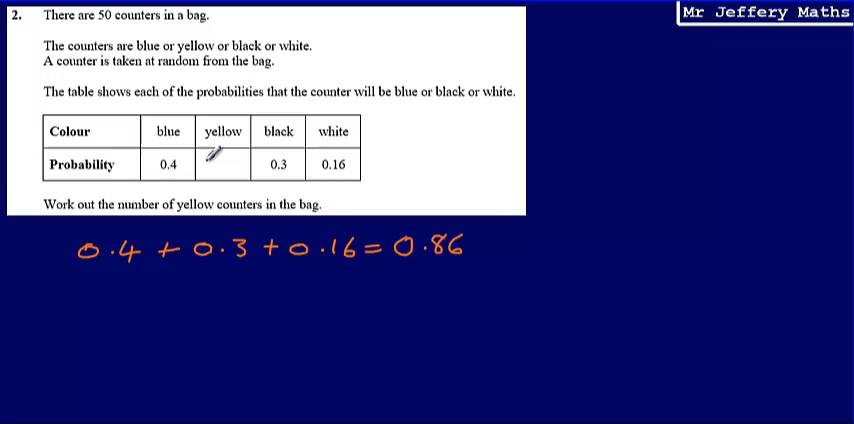 Mr Jeffery Maths
2. There are 50 counters in a bag.
The counters are blue or yellow or black or white.
A counter is taken at random from the bag.
The table shows each of the probabilities that the counter will be blue or black or white.
Colour blue yellow black white
Probability 0.4 0.3 0.16
Work out the number of yellow counters in the bag.
0.4 + 0.3 + 0.16 = 0.86